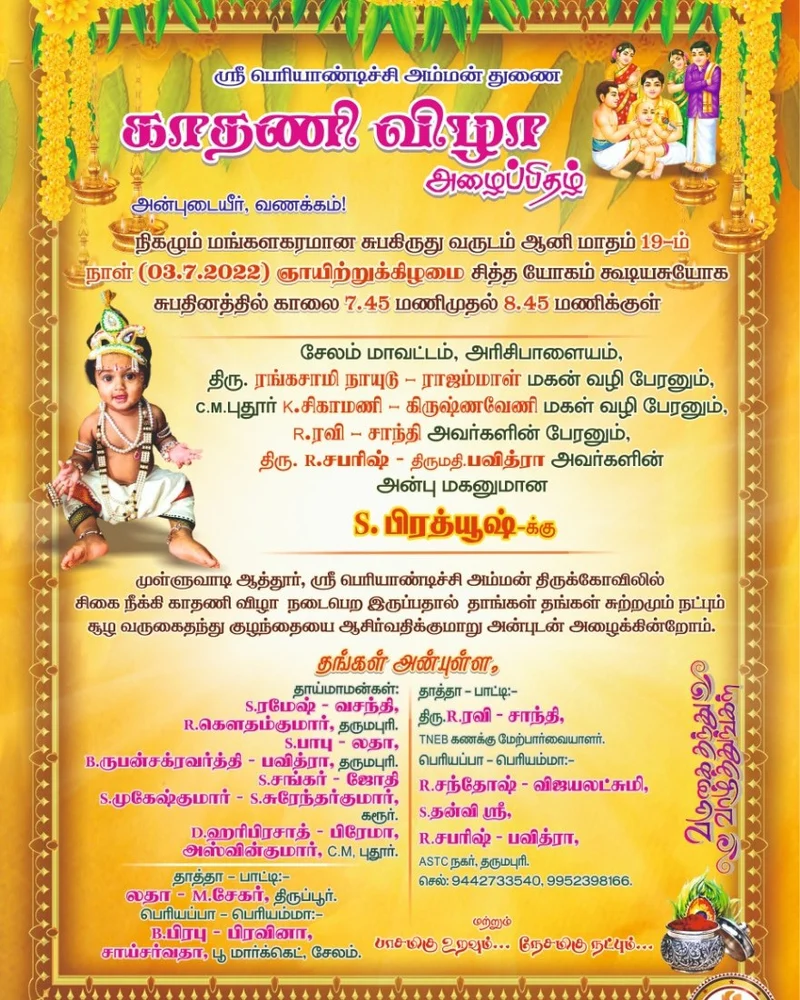 ஸ்ரீ பெரியாண்டிச்சி அம்மன் துணை
காதணி விழா
அழைப்பிதழ்
அன்புடையீர், வணக்கம்!
நிகழும் மங்களகரமான சுபகிருது வருடம் ஆனி மாதம் 19-ம்
நாள் (03.7.2022) ஞாயிற்றுக்கிழமை சித்த யோகம் கூடியசுயோக
சுபதினத்தில் காலை 7.45 மணிமுதல் 8.45 மணிக்குள்
சேலம் மாவட்டம், அரிசிபாளையம்,
திரு. ரங்கசாமி நாயுடு – ராஜம்மாள் மகன் வழி பேரனும்,
C.M.புதூர் K.சிகாமணி – கிருஷ்ணவேணி மகள் வழி பேரனும்,
R.ரவி – சாந்தி அவர்களின் பேரனும்,
திரு. R.சபரிஷ் - திருமதி.பவித்ரா அவர்களின்
அன்பு மகனுமான
S. பிரத்யூஷ்-க்கு
முள்ளுவாடி ஆத்தூர், ஸ்ரீ பெரியாண்டிச்சி அம்மன் திருக்கோவிலில்
சிகை நீக்கி காதணி விழா நடைபெற இருப்பதால் தாங்கள் தங்கள் சுற்றமும் நட்பும்
சூழ வருகைதந்து குழந்தையை ஆசிர்வதிக்குமாறு அன்புடன் அழைக்கின்றோம்.
தங்கள் அன்புள்ள,
தாய்மாமன்கள்:
S.ரமேஷ் - வசந்தி,
R.கௌதம்குமார், தருமபுரி.
S.பாபு - லதா,
B.ருபன்சக்ரவர்த்தி - பவித்ரா, தருமபுரி.
S.சங்கர் - ஜோதி
S.முகேஷ்குமார் - S.சுரேந்தர்குமார்,
கரூர்.
D.ஹரிபிரசாத் - பிரேமா,
அஸ்வின்குமார், C.M, புதூர்.
தாத்தா - பாட்டி:-
லதா - M.சேகர், திருப்பூர்.
பெரியப்பா - பெரியம்மா:-
B.பிரபு - பிரவினா,
சாய்சர்வதா, பூ மார்க்கெட், சேலம்.
தாத்தா - பாட்டி:-
திரு.R.ரவி - சாந்தி,
TNEB கணக்கு மேற்பார்வையாளர்.
பெரியப்பா - பெரியம்மா:-
R.சந்தோஷ் - விஜயலட்சுமி,
S.தன்வி ஸ்ரீ,
R.சபரிஷ் - பவித்ரா,
ASTC நகர், தருமபுரி.
செல்: 9442733540, 9952398166.
மற்றும்
பாசமிகு உறவும்... நேசமிகு நட்பும்...